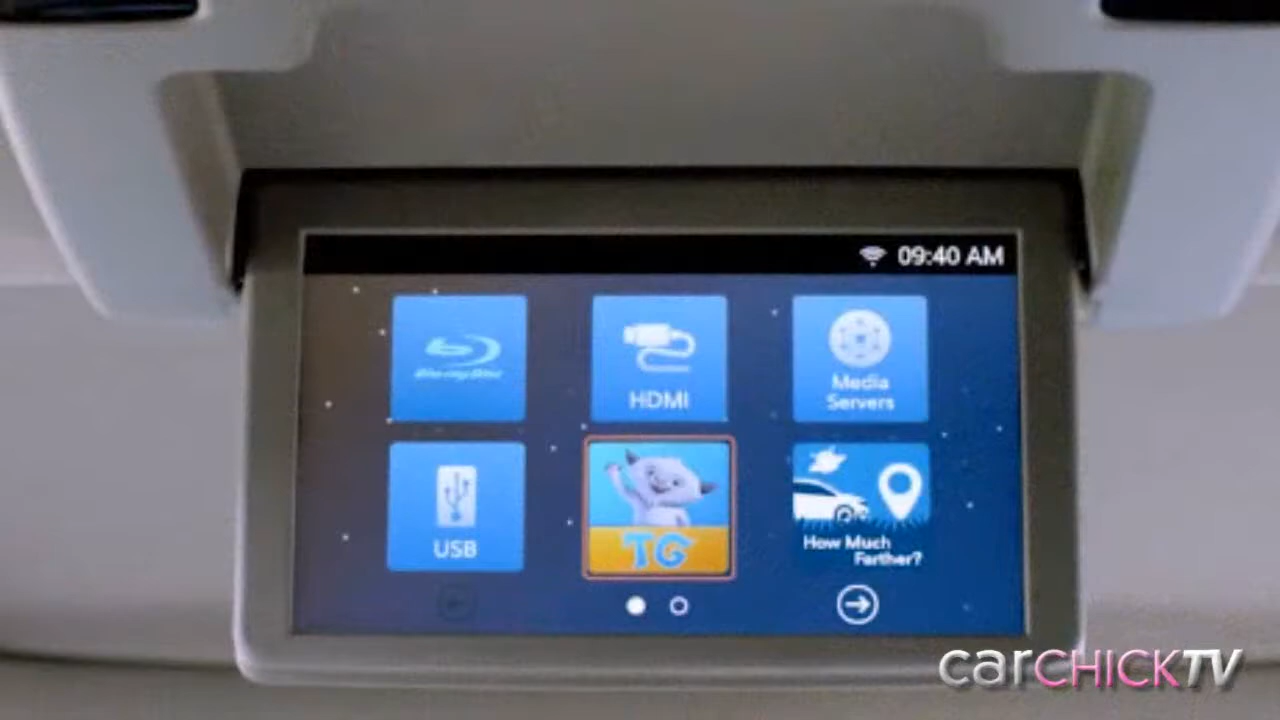 09:40 AM
Blu-ray Disc
HDMI
Media
Servers
USB
TG
How Much
Farther?
carCHICKTV